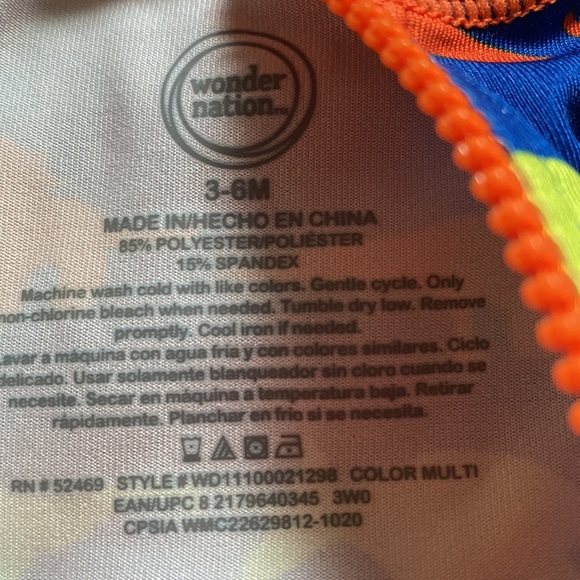 wonder
nation
3-6M
MADE IN/HECHO EN CHINA
85% POLYESTER/POLIÉSTER
15% SPANDEX
Machine wash cold with like colors. Gentle cycle. Only
non-chlorine bleach when needed. Tumble dry low. Remove
promptly. Cool iron if needed.
Lavar a máquina con agua fría y con colores similares. Ciclo
delicado. Usar solamente blanqueador sin cloro cuando se
necesite. Secar en máquina a temperatura baja. Retirar
rápidamente. Planchar en frío si se necesita.
RN # 52469 STYLE # WD11100021298 COLOR MULTI
EAN/UPC 8 2179640345 3W0
CPSIA WMC22629812-1020